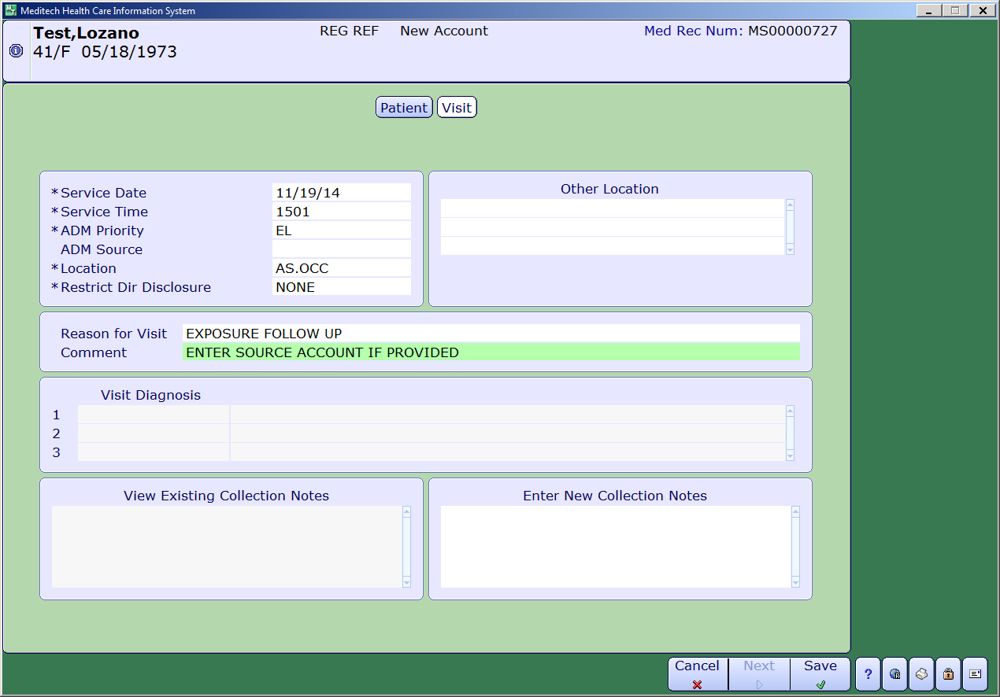 Meditech Health Care Information System
Test,Lozano REG REF New Account Med Rec Num: MS00000727
41/F 05/18/1973
Patient Visit
*Service Date 11/19/14
*Service Time 1501
*ADM Priority EL
ADM Source
*Location AS.OCC
*Restrict Dir Disclosure NONE
Other Location
Reason for Visit EXPOSURE FOLLOW UP
Comment ENTER SOURCE ACCOUNT IF PROVIDED
Visit Diagnosis
1
2
3
View Existing Collection Notes
Enter New Collection Notes
Cancel Next Save ?